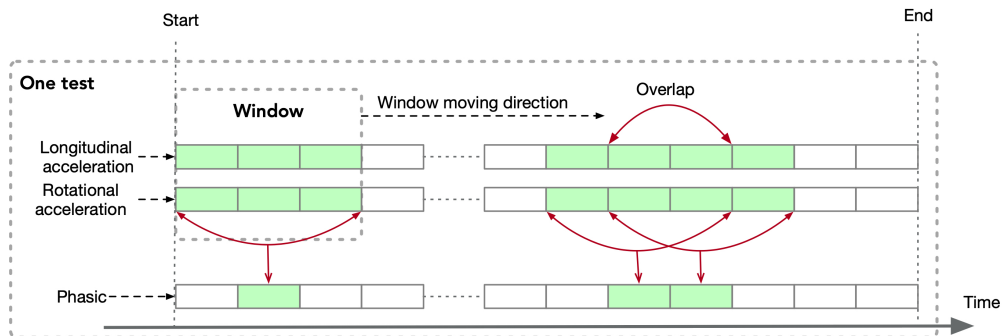 Start
End
One test
Window
Window moving direction
Overlap
Longitudinal
acceleration
Rotational
acceleration
Phasic
Time